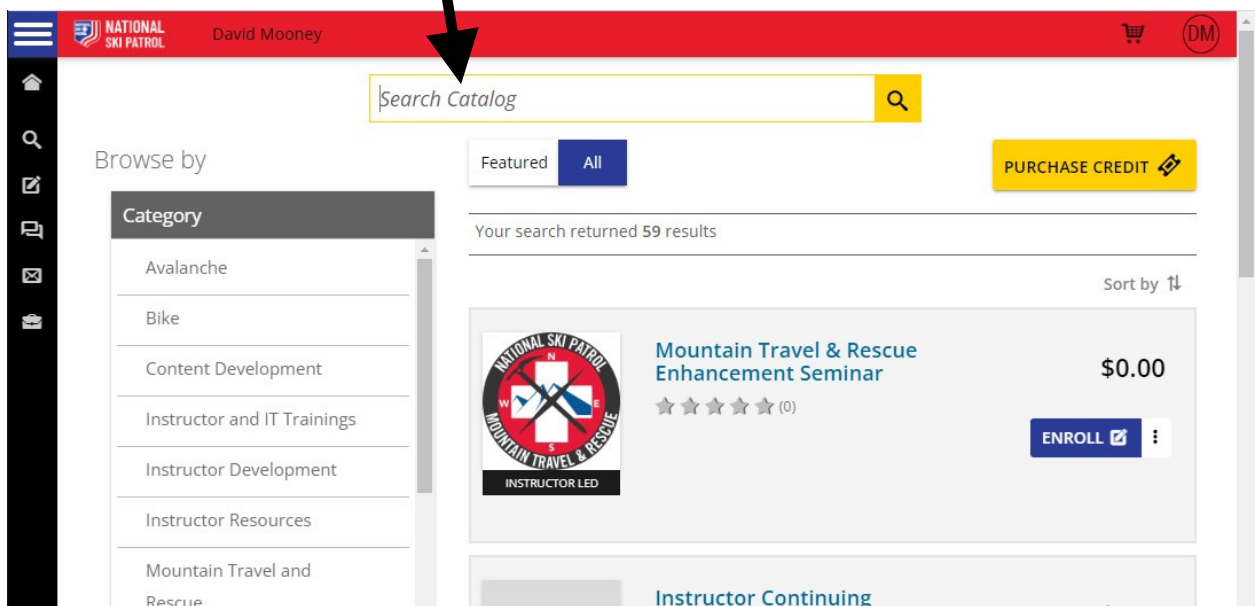 NATIONAL
SKI PATROL
David Mooney
DM
Search Catalog
Browse by
Featured
All
PURCHASE CREDIT
Category
Your search returned 59 results
Avalanche
Sort by
Bike
Content Development
Instructor and IT Trainings
Instructor Development
Instructor Resources
Mountain Travel and
Rescue
NATIONAL SKI PATROL
N
W
E
S
MOUNTAIN TRAVEL & RESCUE
INSTRUCTOR LED
Mountain Travel & Rescue
Enhancement Seminar
(0)
$0.00
ENROLL
Instructor Continuing